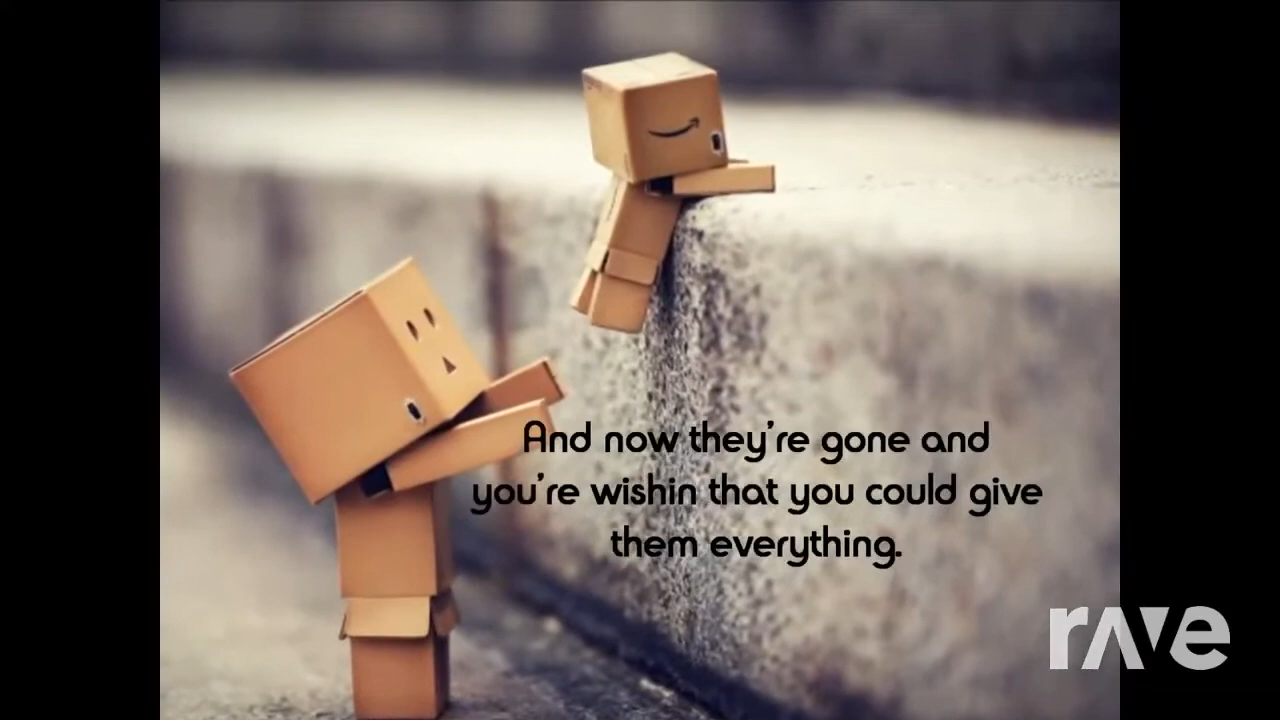 And now they're gone and
you're wishin that you could give
them everything.
rave